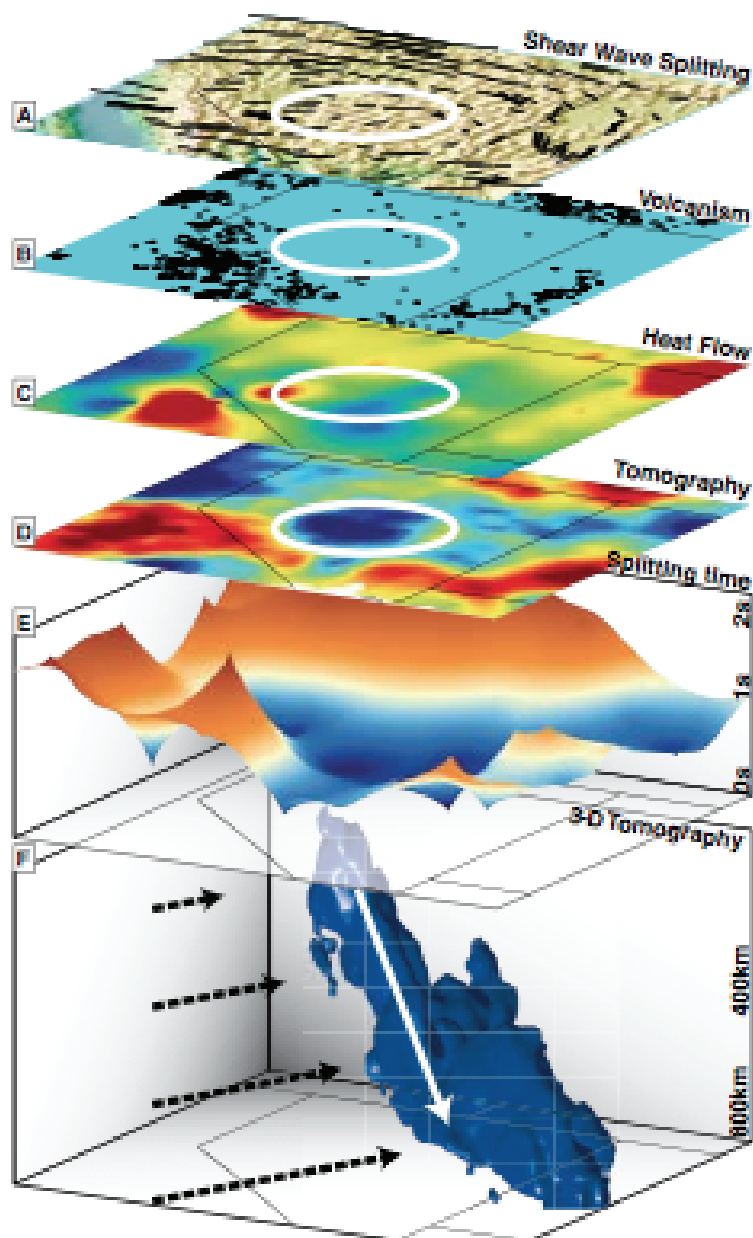 Shear Wave Splitting
A
Volcanism
B
Heat Flow
C
Tomography
D
Splitting time
E
2s
1s
0s
3-D Tomography
F
400km
800km